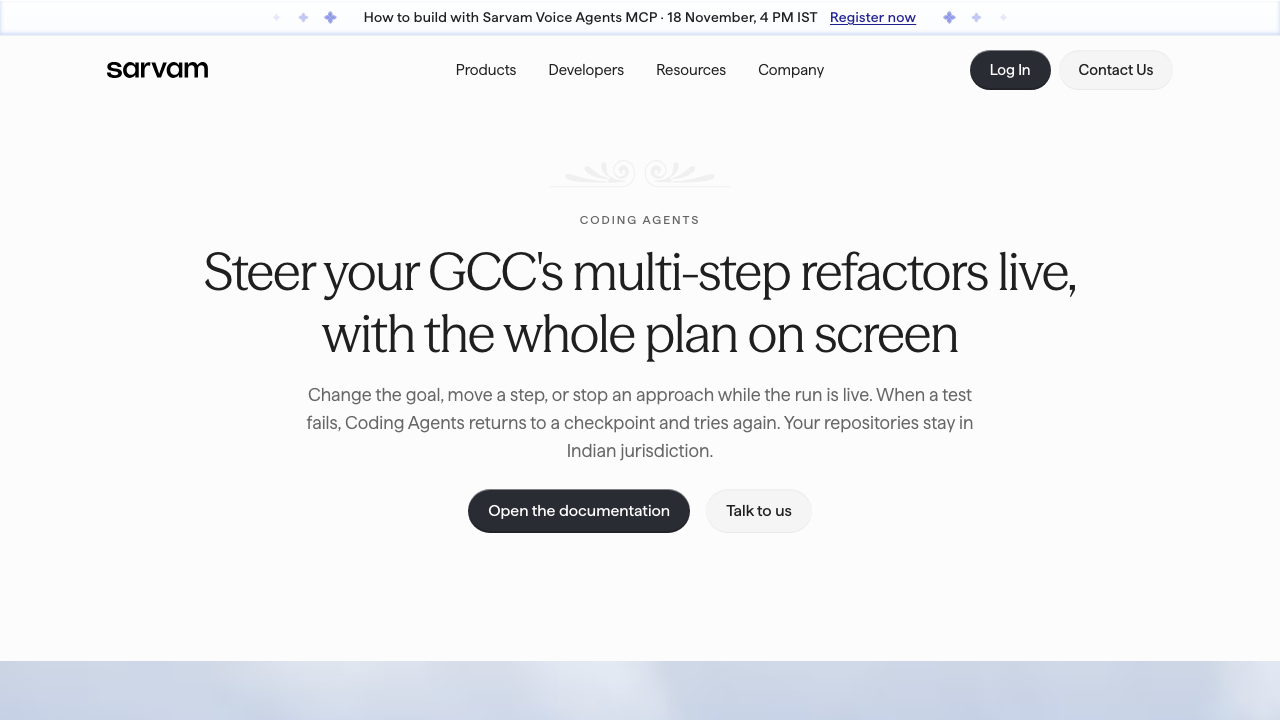 How to build with Sarvam Voice Agents MCP · 18 November, 4 PM IST Register now
sarvam Products Developers Resources Company Log In Contact Us
CODING AGENTS
Steer your GCC's multi-step refactors live,
with the whole plan on screen
Change the goal, move a step, or stop an approach while the run is live. When a test
fails, Coding Agents returns to a checkpoint and tries again. Your repositories stay in
Indian jurisdiction.
Open the documentation Talk to us